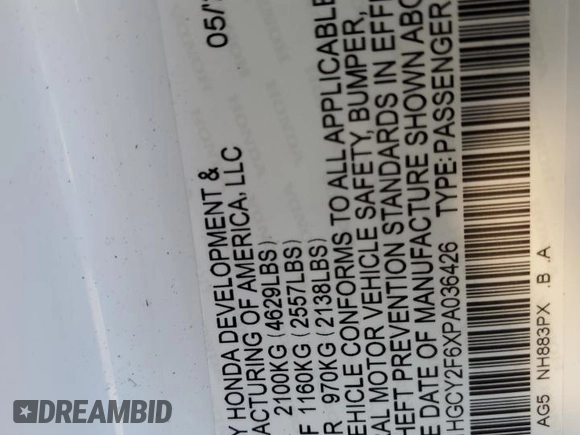 05/
Y HONDA DEVELOPMENT &
ACTURING OF AMERICA, LLC
2100KG (4629LBS)
F 1160KG (2557LBS)
R 970KG (2138LBS)
EHICLE CONFORMS TO ALL APPLICABLE
AL MOTOR VEHICLE SAFETY, BUMPER,
HEFT PREVENTION STANDARDS IN EFF
E DATE OF MANUFACTURE SHOWN ABO
HGCY2F6XPA036426 TYPE:PASSENGER
AG5 NH883PX .B .A
DREAMBID